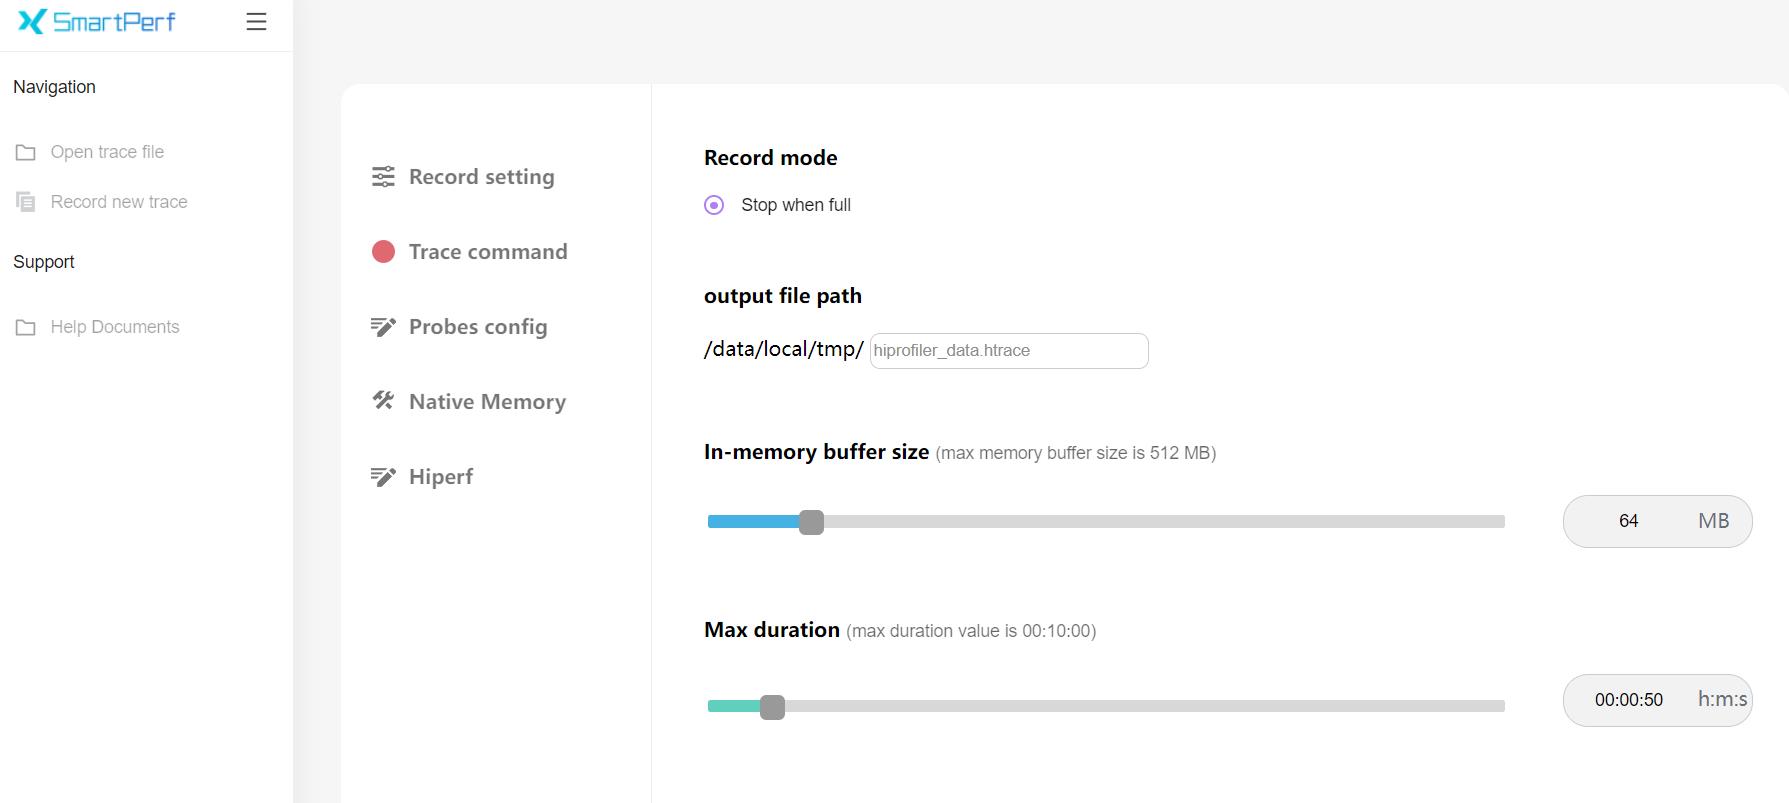 SmartPerf
Navigation
Open trace file
Record new trace
Support
Help Documents
Record setting
Trace command
Probes config
Native Memory
Hiperf
Record mode
Stop when full
output file path
/data/local/tmp/ hiprofiler_data.htrace
In-memory buffer size (max memory buffer size is 512 MB)
64 MB
Max duration (max duration value is 00:10:00)
00:00:50 h:m:s